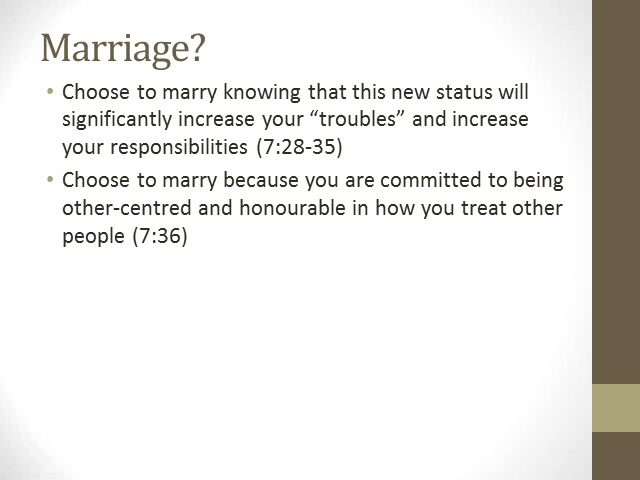 Marriage?
• Choose to marry knowing that this new status will
significantly increase your “troubles” and increase
your responsibilities (7:28-35)
• Choose to marry because you are committed to being
other-centred and honourable in how you treat other
people (7:36)